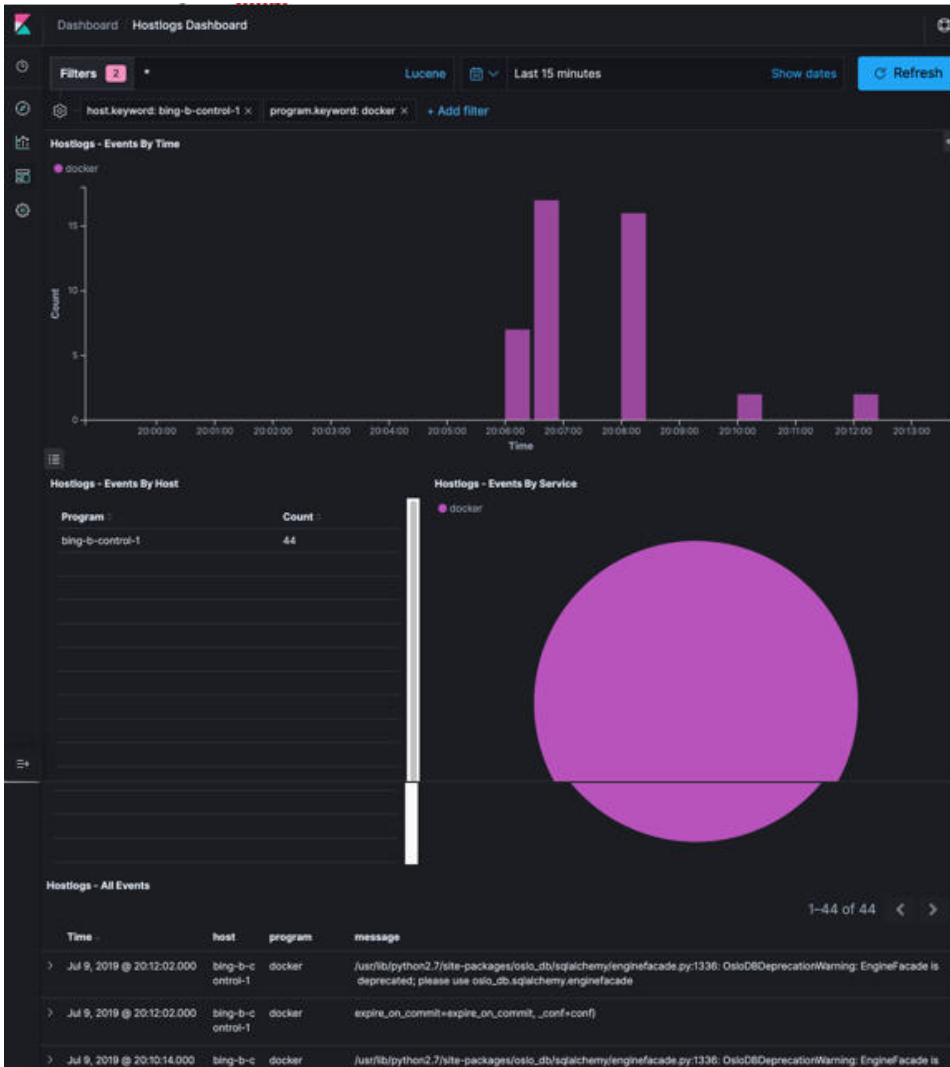 Dashboard Hostlogs Dashboard
Filters 2 * Lucene Last 15 minutes Show dates Refresh
host.keyword: bing-b-control-1 × program.keyword: docker × + Add filter
Hostlogs - Events By Time
docker
15
10
5
0
Count
20:00:00 20:01:00 20:02:00 20:03:00 20:04:00 20:05:00 20:06:00 20:07:00 20:08:00 20:09:00 20:10:00 20:11:00 20:12:00 20:13:00
Time
Hostlogs - Events By Host
Program Count
bing-b-control-1 44
Hostlogs - Events By Service
docker
Hostlogs - All Events
1–44 of 44
Time host program message
Jul 9, 2019 @ 20:12:02.000 bing-b-c docker /usr/lib/python2.7/site-packages/oslo_db/sqlalchemy/enginefacade.py:1336: OsloDBDeprecationWarning: EngineFacade is
ontrol-1 deprecated; please use oslo_db.sqlalchemy.enginefacade
Jul 9, 2019 @ 20:12:02.000 bing-b-c docker expire_on_commit=expire_on_commit, _conf=conf)
ontrol-1
Jul 9, 2019 @ 20:10:14.000 bing-b-c docker /usr/lib/python2.7/site-packages/oslo_db/sqlalchemy/enginefacade.py:1336: OsloDBDeprecationWarning: EngineFacade is